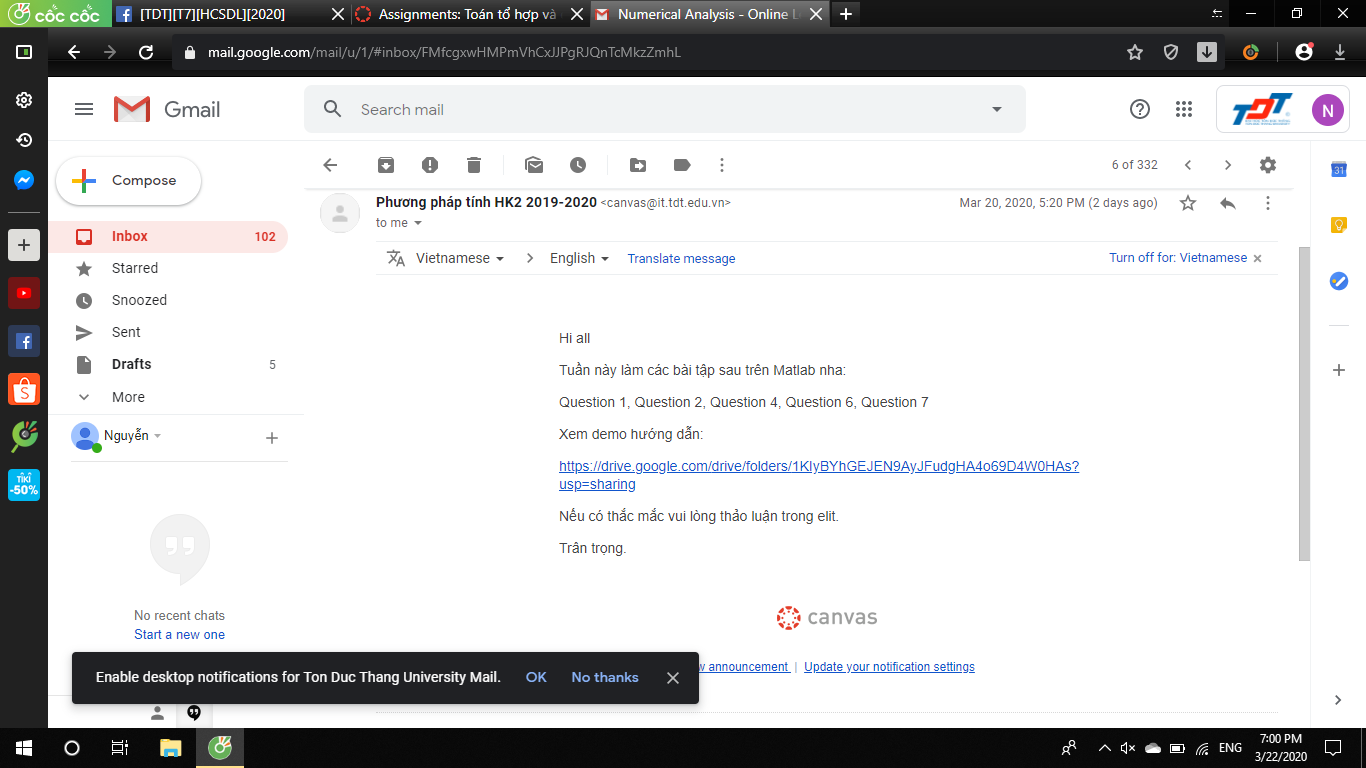 cốc cốc
[TDT][T7][HCSDL][2020]
Assignments: Toán tổ hợp và
Numerical Analysis - Online L
mail.google.com/mail/u/1/#inbox/FMfcgxwHMPmVhCxJJPgRJQnTcMkzZmhL
Gmail
Search mail
TDT
N
Compose
6 of 332
31
Phương pháp tính HK2 2019-2020 <canvas@it.tdt.edu.vn>
Mar 20, 2020, 5:20 PM (2 days ago)
to me
Inbox
102
Starred
Snoozed
Sent
Drafts
5
More
Nguyễn
Vietnamese
English
Translate message
Turn off for: Vietnamese
Hi all
Tuần này làm các bài tập sau trên Matlab nha:
Question 1, Question 2, Question 4, Question 6, Question 7
Xem demo hướng dẫn:
https://drive.google.com/drive/folders/1KIyBYhGEJEN9AyJFudgHA4o69D4W0HAs?
usp=sharing
Nếu có thắc mắc vui lòng thảo luận trong elit.
Trân trọng.
TIKI
-50%
No recent chats
Start a new one
canvas
announcement | Update your notification settings
Enable desktop notifications for Ton Duc Thang University Mail.
OK
No thanks
ENG
7:00 PM
3/22/2020